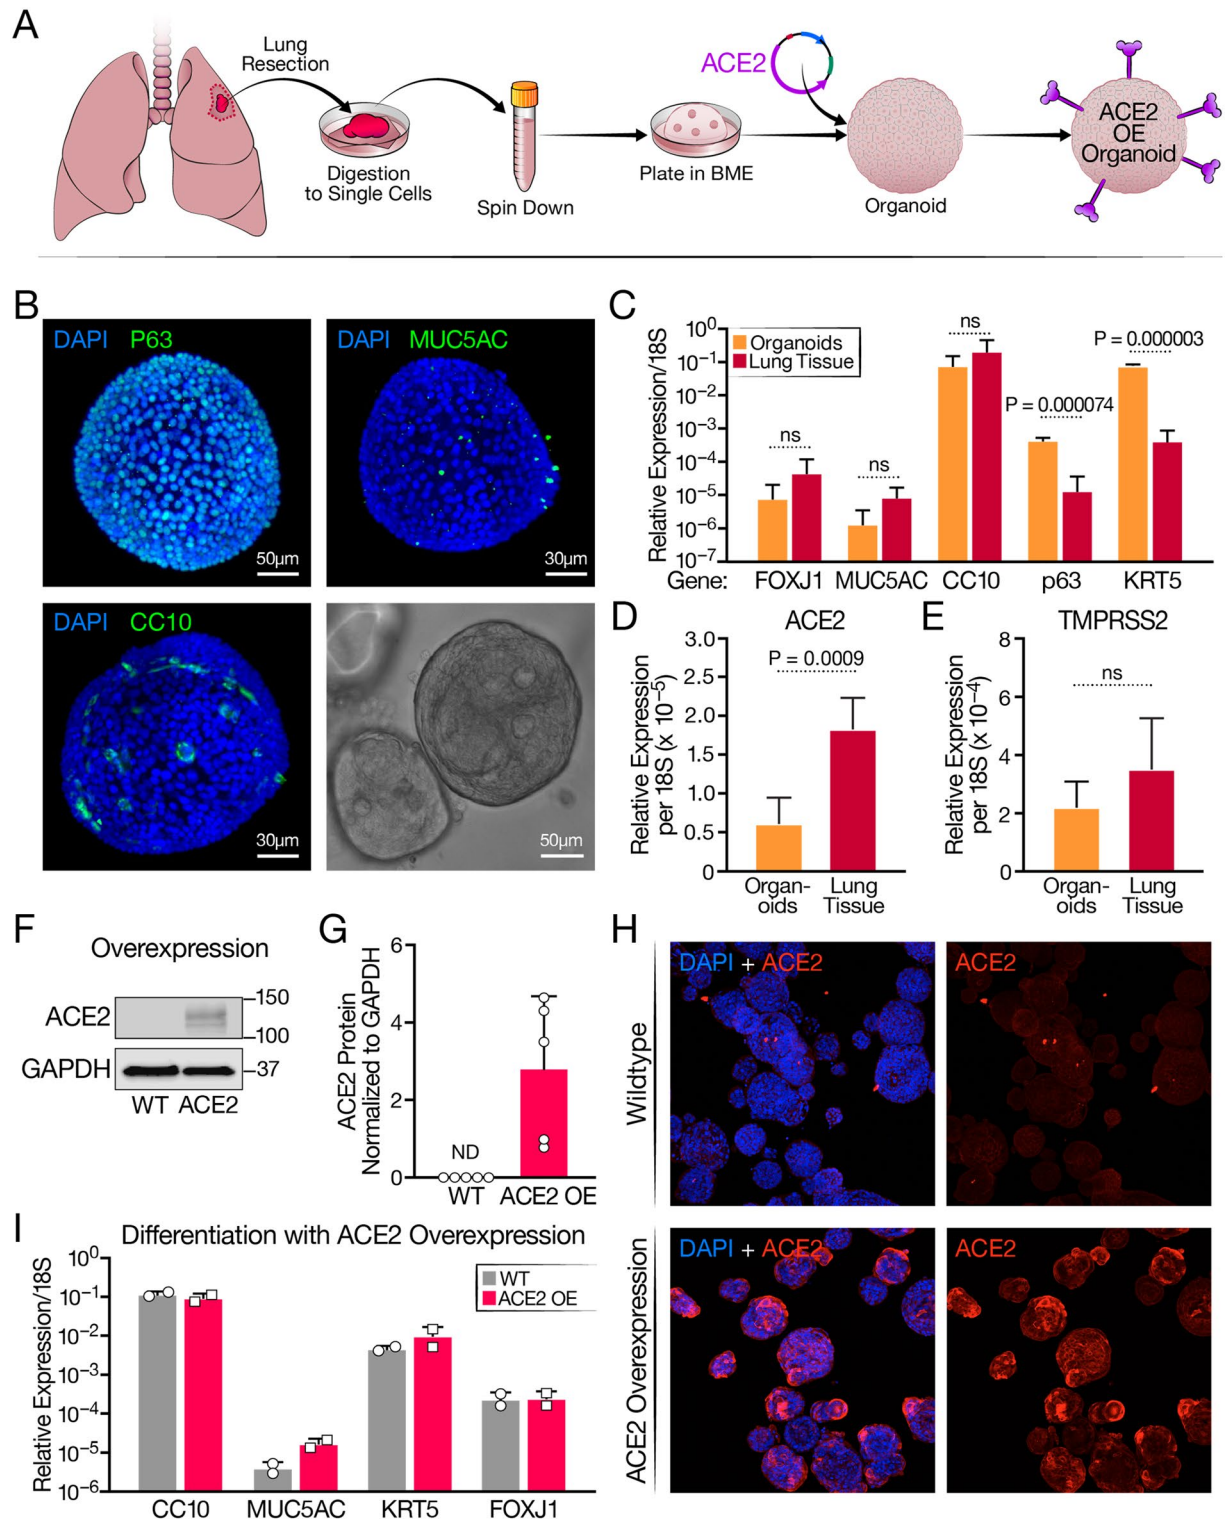 A
Lung
Resection
Digestion
to Single Cells
Spin Down
Plate in BME
ACE2
Organoid
ACE2
OE
Organoid
B
DAPI P63
50µm
DAPI MUC5AC
30µm
DAPI CC10
30µm
50µm
C
Relative Expression/18S
10⁰
10⁻¹
10⁻²
10⁻³
10⁻⁴
10⁻⁵
10⁻⁶
10⁻⁷
Organoids
Lung Tissue
ns
ns
ns
P = 0.000074
P = 0.000003
Gene: FOXJ1 MUC5AC CC10 p63 KRT5
D
ACE2
Relative Expression
per 18S (x 10⁻⁵)
3.0
2.5
2.0
1.5
1.0
0.5
0
P = 0.0009
Organ-
oids
Lung
Tissue
E
TMPRSS2
Relative Expression
per 18S (x 10⁻⁴)
8
6
4
2
0
ns
Organ-
oids
Lung
Tissue
F
Overexpression
ACE2
150
100
GAPDH
37
WT ACE2
G
ACE2 Protein
Normalized to GAPDH
6
4
2
0
ND
WT ACE2 OE
H
Wildtype
DAPI + ACE2
ACE2
ACE2 Overexpression
DAPI + ACE2
ACE2
I
Differentiation with ACE2 Overexpression
Relative Expression/18S
10⁰
10⁻¹
10⁻²
10⁻³
10⁻⁴
10⁻⁵
10⁻⁶
WT
ACE2 OE
CC10 MUC5AC KRT5 FOXJ1